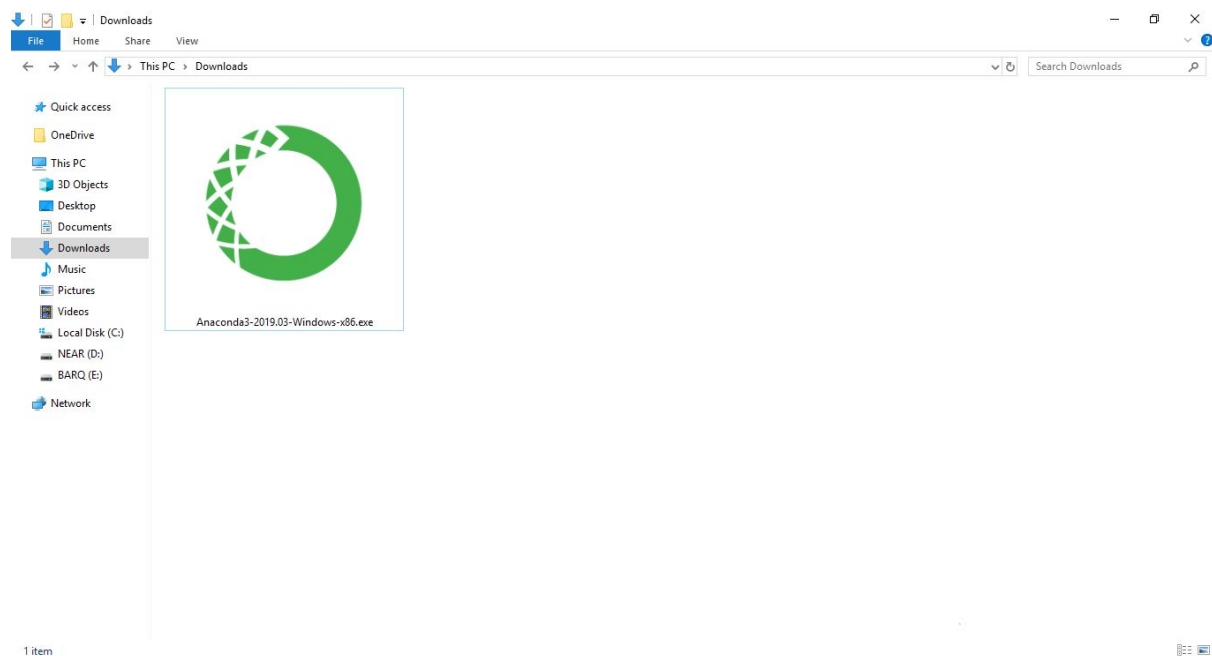 Downloads
File Home Share View
This PC › Downloads
Search Downloads
Quick access
OneDrive
This PC
3D Objects
Desktop
Documents
Downloads
Music
Pictures
Videos
Local Disk (C:)
NEAR (D:)
BARQ (E:)
Network
Anaconda3-2019.03-Windows-x86.exe
1 item